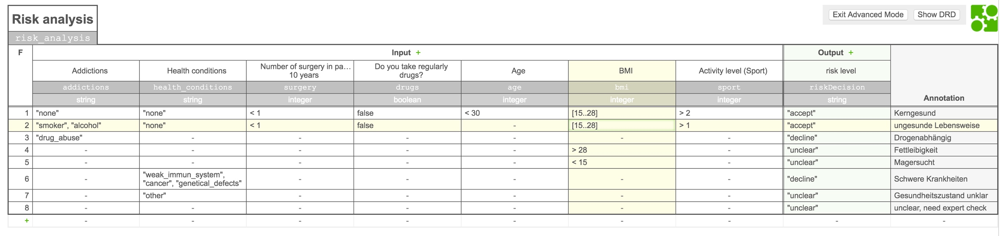 Risk analysis
Exit Advanced Mode Show DRD
risk_analysis
F Input + Output +
Addictions Health conditions Number of surgery in pa… 10 years Do you take regularly drugs? Age BMI Activity level (Sport) risk level
addictions health_conditions surgery drugs age bmi sport riskDecision
string string integer boolean integer integer integer string Annotation
1 "none" "none" < 1 false < 30 [15..28] > 2 "accept" Kerngesund
2 "smoker", "alcohol" "none" < 1 false - [15..28] > 1 "accept" ungesunde Lebensweise
3 "drug_abuse" - - - - - - "decline" Drogenabhängig
4 - - - - - > 28 - "unclear" Fettleibigkeit
5 - - - - - < 15 - "unclear" Magersucht
6 - "weak_immun_system", "cancer", "genetical_defects" - - - - - "decline" Schwere Krankheiten
7 - "other" - - - - - "unclear" Gesundheitszustand unklar
8 - - - - - - - "unclear" unclear, need expert check
+ - - - - - - - - -